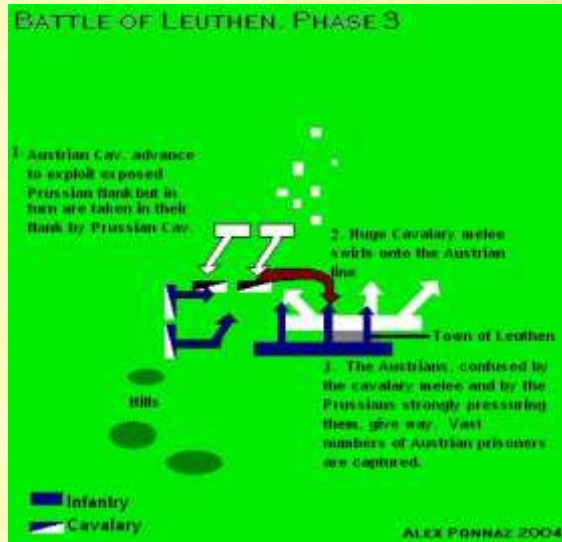 BATTLE OF LEUTHEN, PHASE 3
1. Austrian Cav. advance
to exploit exposed
Prussian flank but in
turn are taken in their
flank by Prussian Cav.
2. Huge Cavalary melee
swirls onto the Austrian
line
Town of Leuthen
3. The Austrians, confused by
the cavalary melee and by the
Prussians strongly pressuring
them, give way. Vast
numbers of Austrian prisoners
are captured.
Hills
Infantry
Cavalary
ALEX PONNAZ 2004